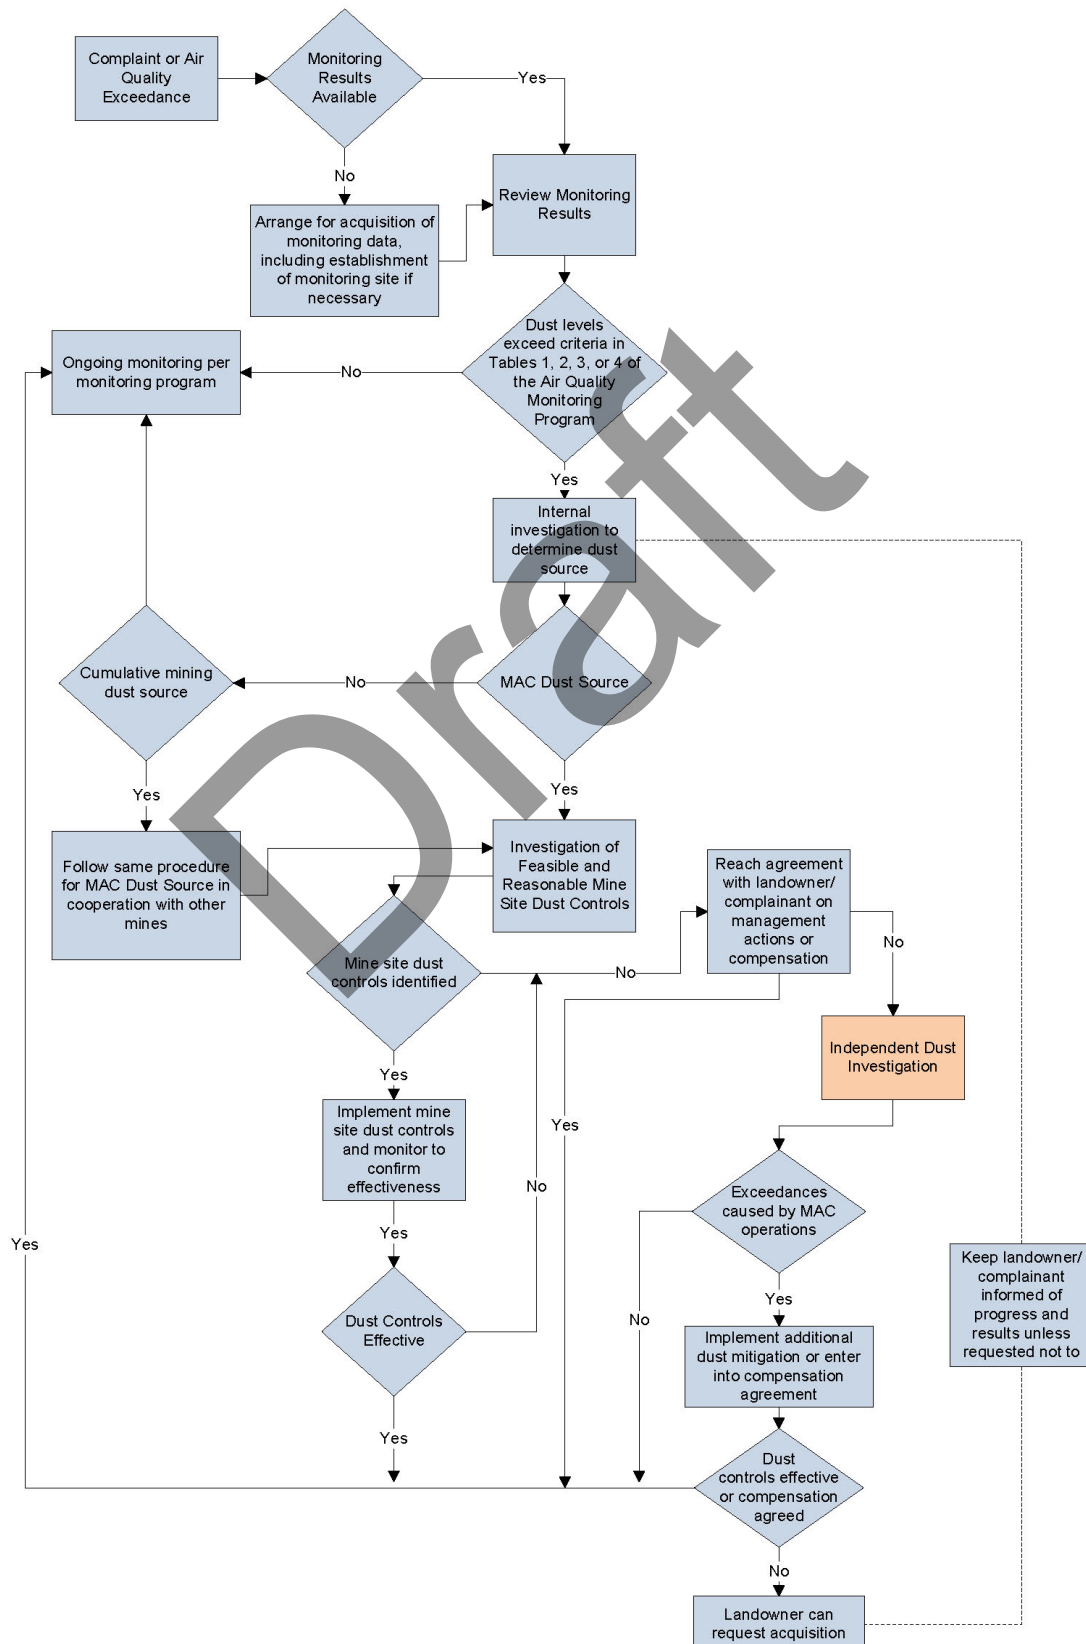 Complaint or Air
Quality
Exceedance
Monitoring
Results
Available
Yes
No
Review Monitoring
Results
Arrange for acquisition of
monitoring data,
including establishment
of monitoring site if
necessary
Dust levels
exceed criteria in
Tables 1, 2, 3, or 4 of
the Air Quality
Monitoring
Program
No
Ongoing monitoring per
monitoring program
Yes
Internal
investigation to
determine dust
source
MAC Dust Source
No
Cumulative mining
dust source
Yes
Yes
Follow same procedure
for MAC Dust Source in
cooperation with other
mines
Investigation of
Feasible and
Reasonable Mine
Site Dust Controls
Reach agreement
with landowner/
complainant on
management
actions or
compensation
No
Mine site dust
controls identified
No
Independent Dust
Investigation
Yes
Implement mine
site dust controls
and monitor to
confirm
effectiveness
Yes
No
Exceedances
caused by MAC
operations
Yes
Yes
Keep landowner/
complainant
informed of
progress and
results unless
requested not to
Yes
No
Dust Controls
Effective
Implement additional
dust mitigation or enter
into compensation
agreement
Yes
Dust
controls effective
or compensation
agreed
No
Landowner can
request acquisition
Draft